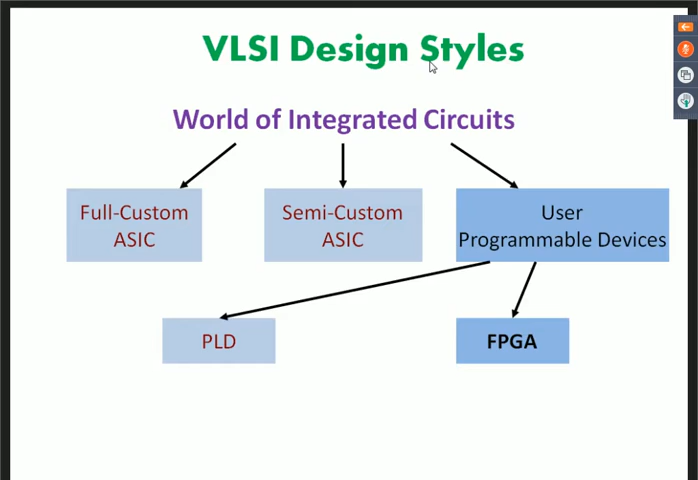 VLSI Design Styles
World of Integrated Circuits
Full-Custom
ASIC
Semi-Custom
ASIC
User
Programmable Devices
PLD
FPGA